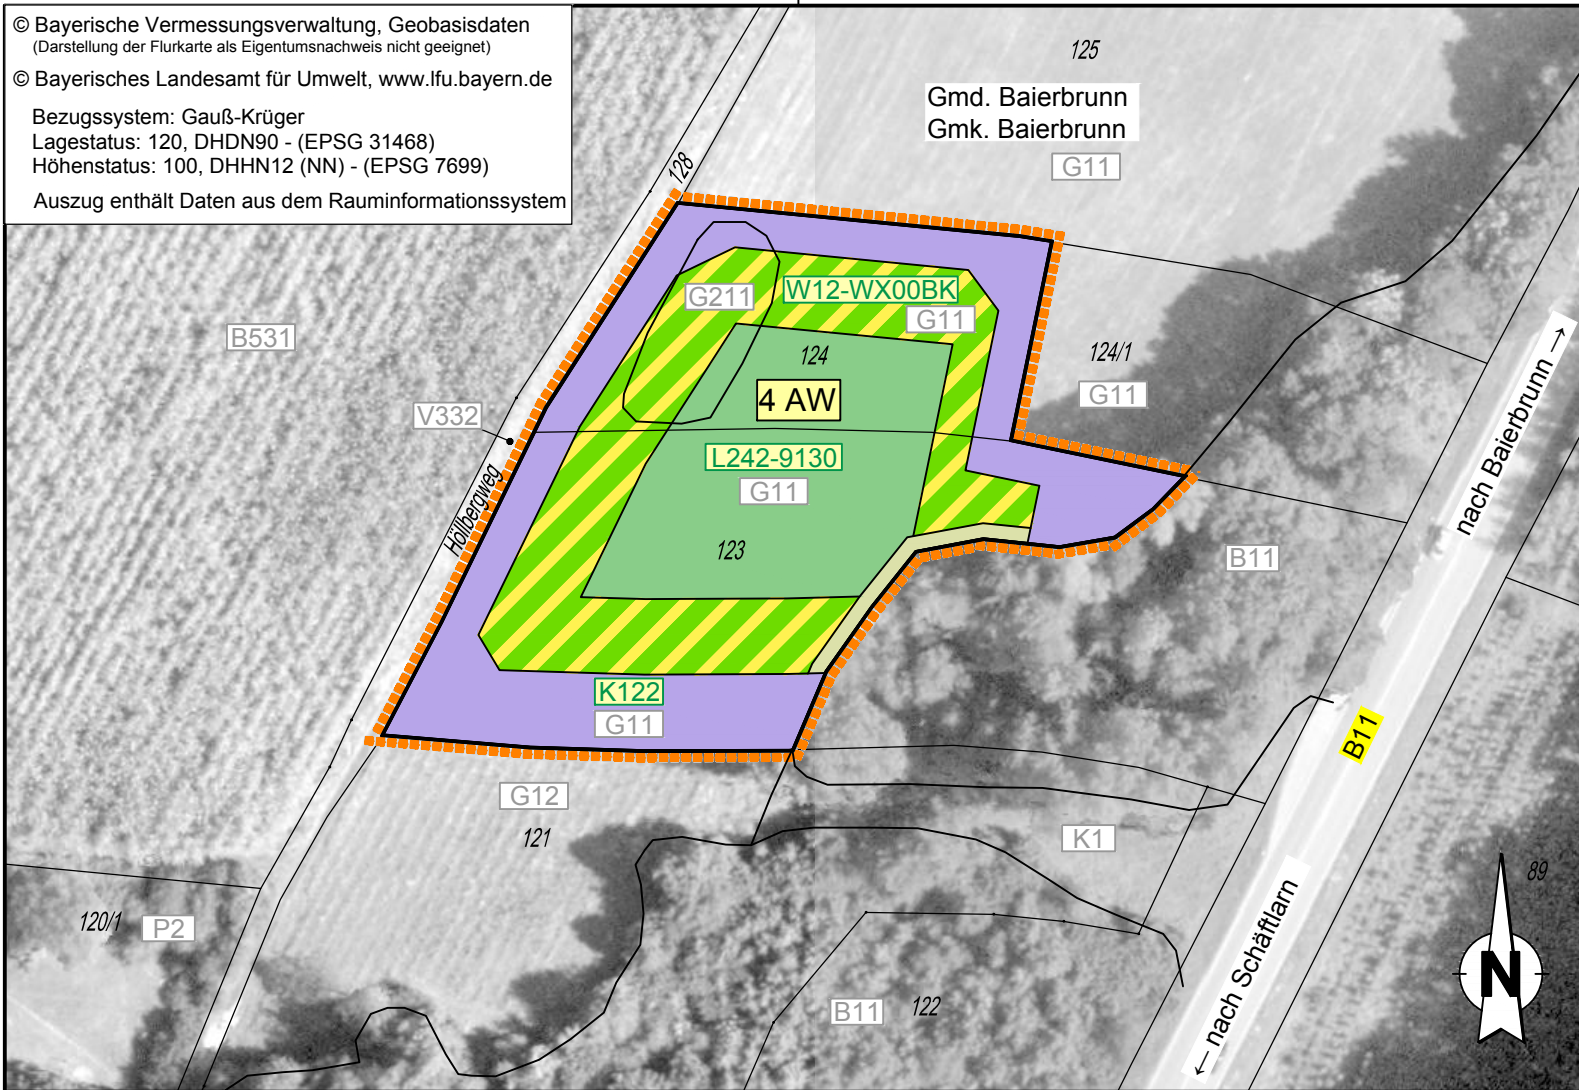 © Bayerische Vermessungsverwaltung, Geobasisdaten
(Darstellung der Flurkarte als Eigentumsnachweis nicht geeignet)
© Bayerisches Landesamt für Umwelt, www.lfu.bayern.de
Bezugssystem: Gauß-Krüger
Lagestatus: 120, DHDN90 - (EPSG 31468)
Höhenstatus: 100, DHHN12 (NN) - (EPSG 7699)
Auszug enthält Daten aus dem Rauminformationssystem
125
Gmd. Baierbrunn
Gmk. Baierbrunn
G11
128
G211
W12-WX00BK
G11
B531
124
124/1
G11
4 AW
V332
L242-9130
G11
Höllbergweg
123
nach Baierbrunn →
B11
K122
G11
B11
G12
121
K1
89
120/1
P2
← nach Schäftlarn
B11
122
N